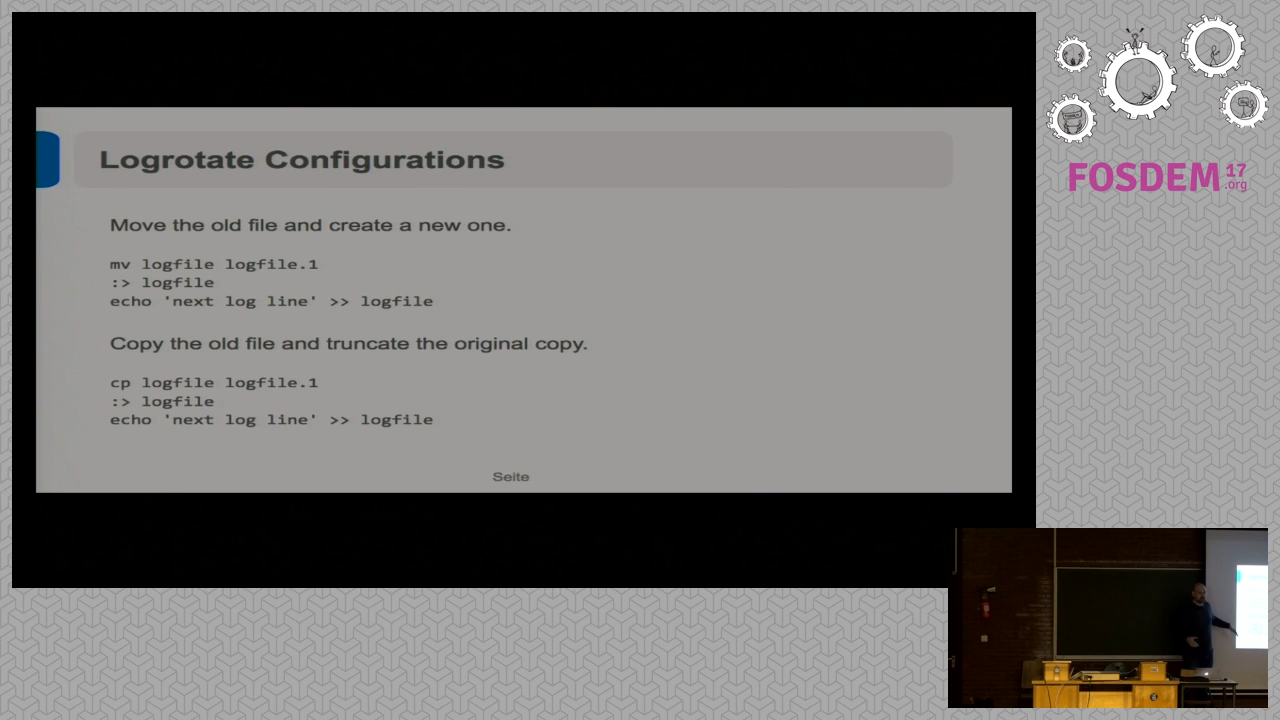 Logrotate Configurations
Move the old file and create a new one.
mv logfile logfile.1
:> logfile
echo 'next log line' >> logfile
Copy the old file and truncate the original copy.
cp logfile logfile.1
:> logfile
echo 'next log line' >> logfile
Seite
FOSDEM 17
.org